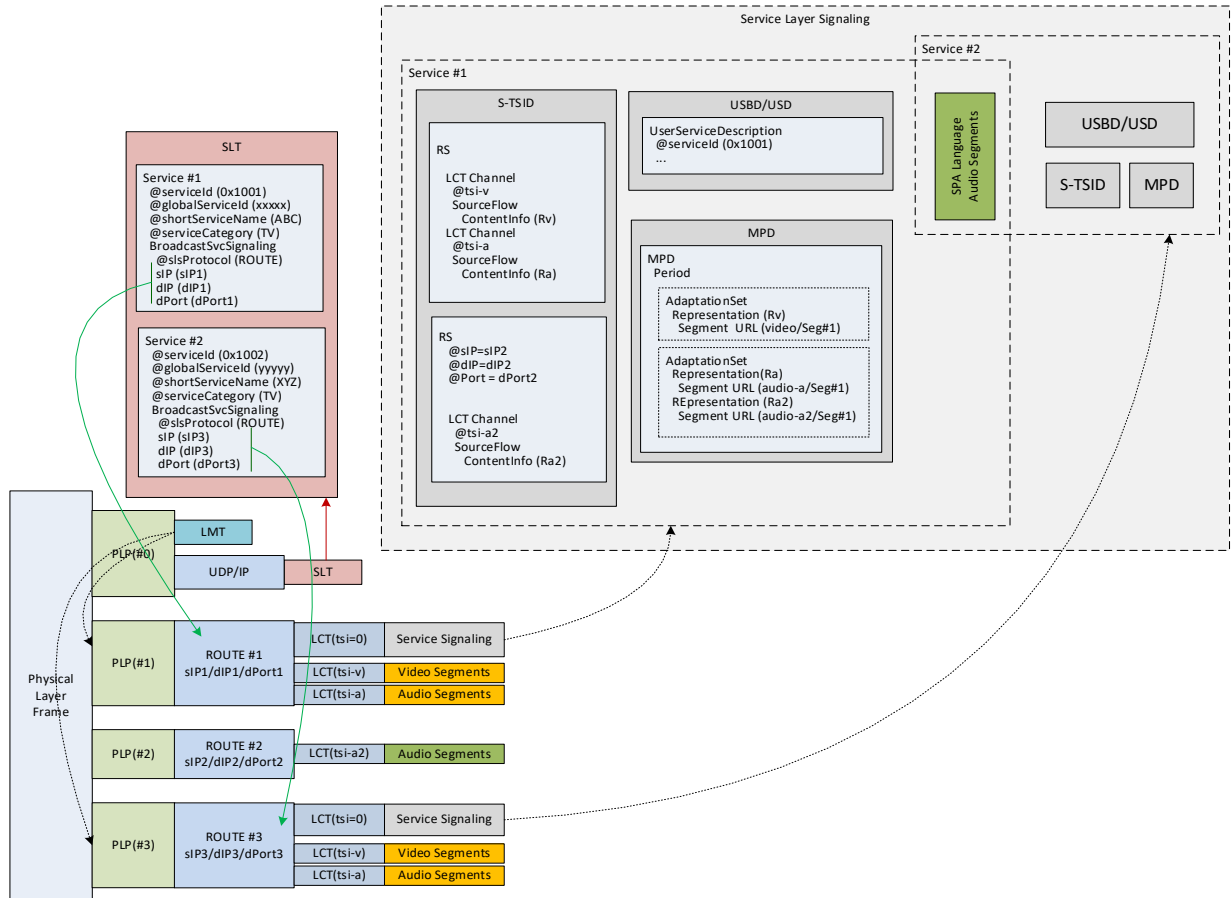 Service Layer Signaling
Service #2
Service #1
S-TSID
RS
LCT Channel
@tsi-v
SourceFlow
ContentInfo (Rv)
LCT Channel
@tsi-a
SourceFlow
ContentInfo (Ra)
RS
@sIP=sIP2
@dIP=dIP2
@Port = dPort2
LCT Channel
@tsi-a2
SourceFlow
ContentInfo (Ra2)
USBD/USD
UserServiceDescription
@serviceId (0x1001)
...
MPD
MPD
Period
AdaptationSet
Representation (Rv)
Segment URL (video/Seg#1)
AdaptationSet
Representation(Ra)
Segment URL (audio-a/Seg#1)
REpresentation (Ra2)
Segment URL (audio-a2/Seg#1)
SPA Language
Audio Segments
USBD/USD
S-TSID
MPD
SLT
Service #1
@serviceId (0x1001)
@globalServiceId (xxxxx)
@shortServiceName (ABC)
@serviceCategory (TV)
BroadcastSvcSignaling
@slsProtocol (ROUTE)
sIP (sIP1)
dIP (dIP1)
dPort (dPort1)
Service #2
@serviceId (0x1002)
@globalServiceId (yyyyy)
@shortServiceName (XYZ)
@serviceCategory (TV)
BroadcastSvcSignaling
@slsProtocol (ROUTE)
sIP (sIP3)
dIP (dIP3)
dPort (dPort3)
Physical
Layer
Frame
PLP(#0)
LMT
UDP/IP
SLT
PLP(#1)
ROUTE #1
sIP1/dIP1/dPort1
LCT(tsi=0)
Service Signaling
LCT(tsi-v)
Video Segments
LCT(tsi-a)
Audio Segments
PLP(#2)
ROUTE #2
sIP2/dIP2/dPort2
LCT(tsi-a2)
Audio Segments
PLP(#3)
ROUTE #3
sIP3/dIP3/dPort3
LCT(tsi=0)
Service Signaling
LCT(tsi-v)
Video Segments
LCT(tsi-a)
Audio Segments